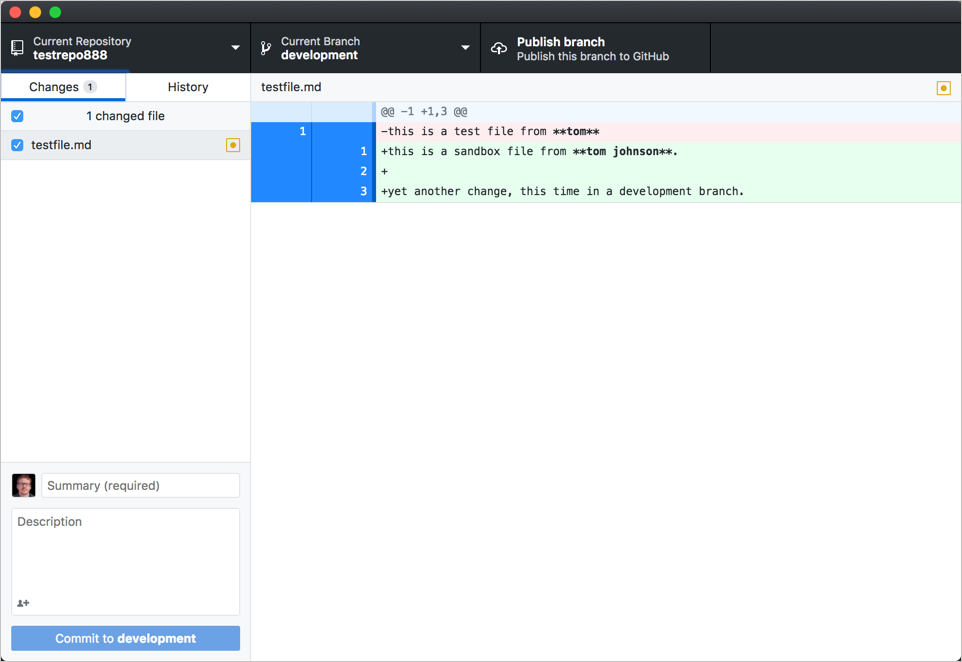 Current Repository
testrepo888
Current Branch
development
Publish branch
Publish this branch to GitHub
Changes 1
History
testfile.md
1 changed file
testfile.md
@@ -1 +1,3 @@
1 -this is a test file from **tom**
1 +this is a sandbox file from **tom johnson**.
2 +
3 +yet another change, this time in a development branch.
Summary (required)
Description
Commit to development